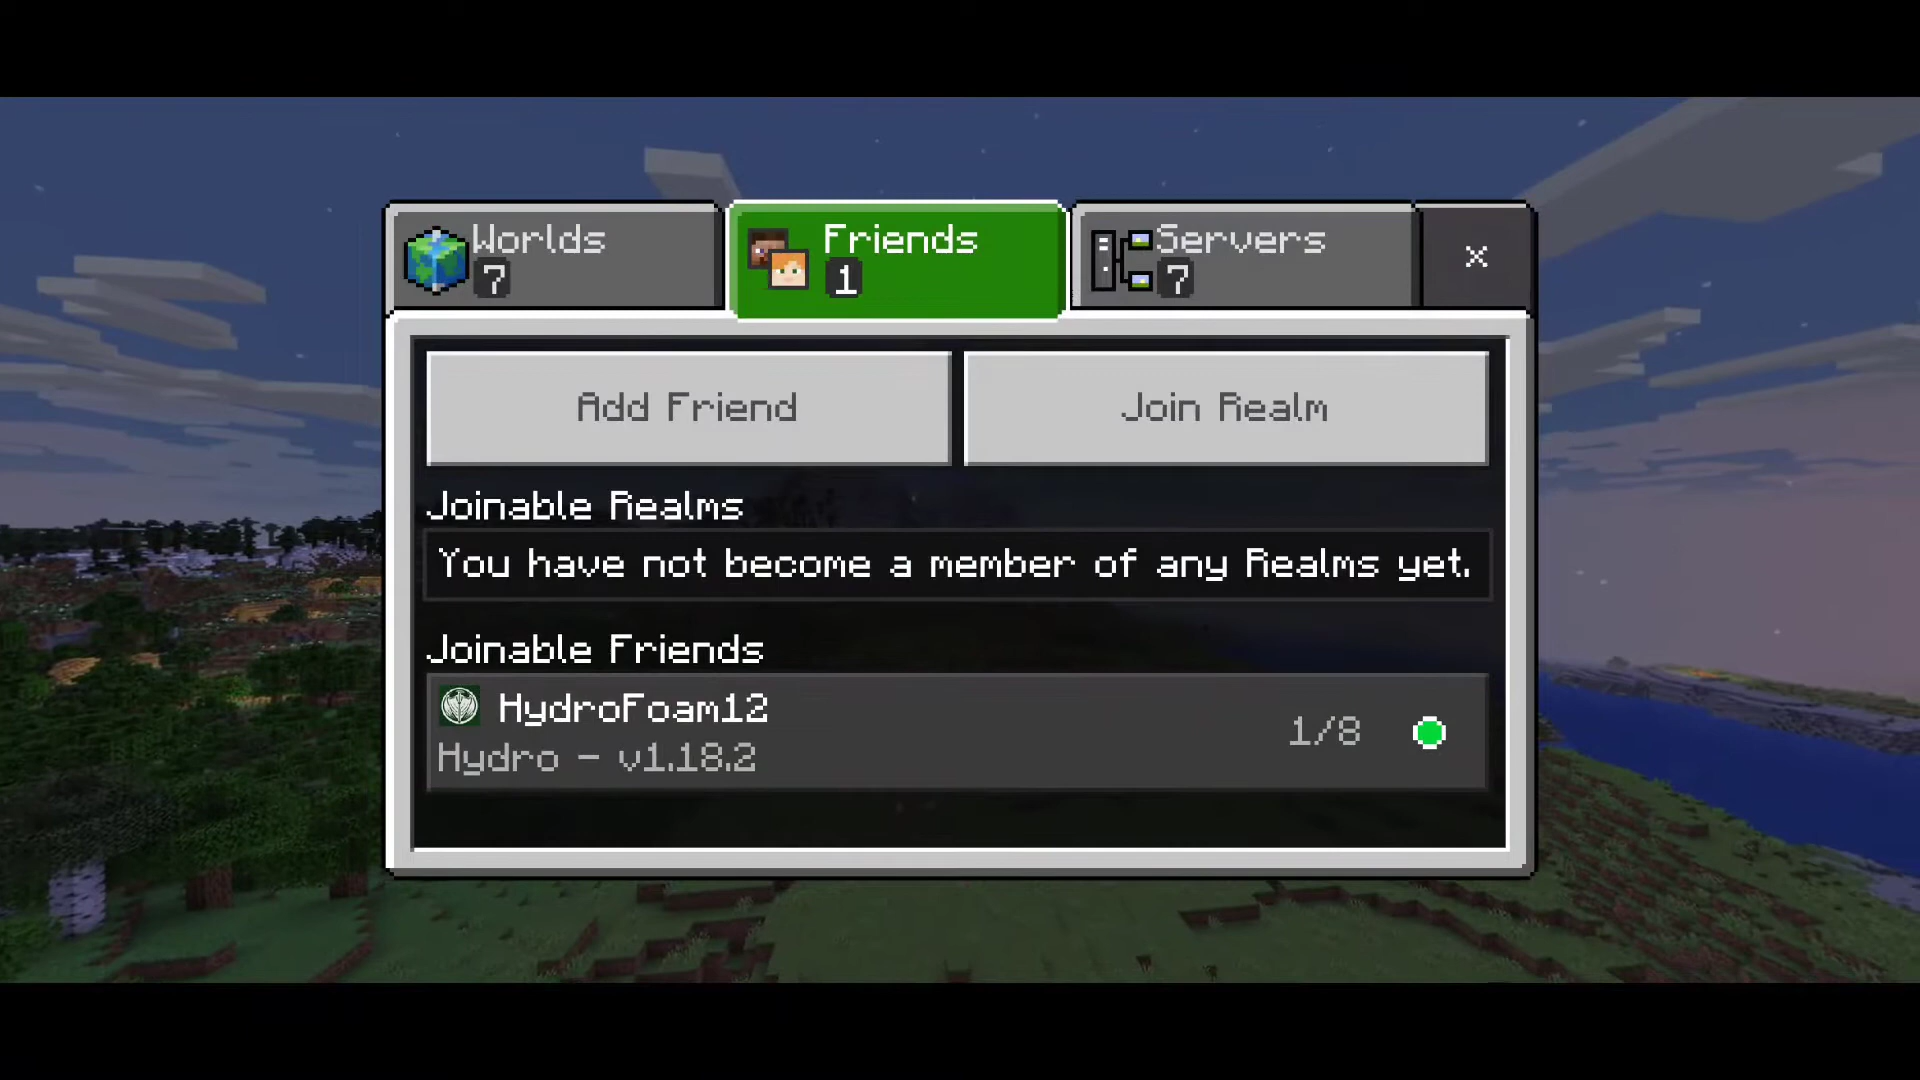 Worlds
7
Friends
1
Servers
7
Add Friend
Join Realm
Joinable Realms
You have not become a member of any Realms yet.
Joinable Friends
HydroFoam12
1/8
Hydro - v1.18.2